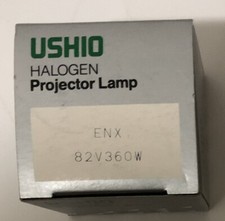 USHIO
HALOGEN
Projector Lamp
ENX
82V360W